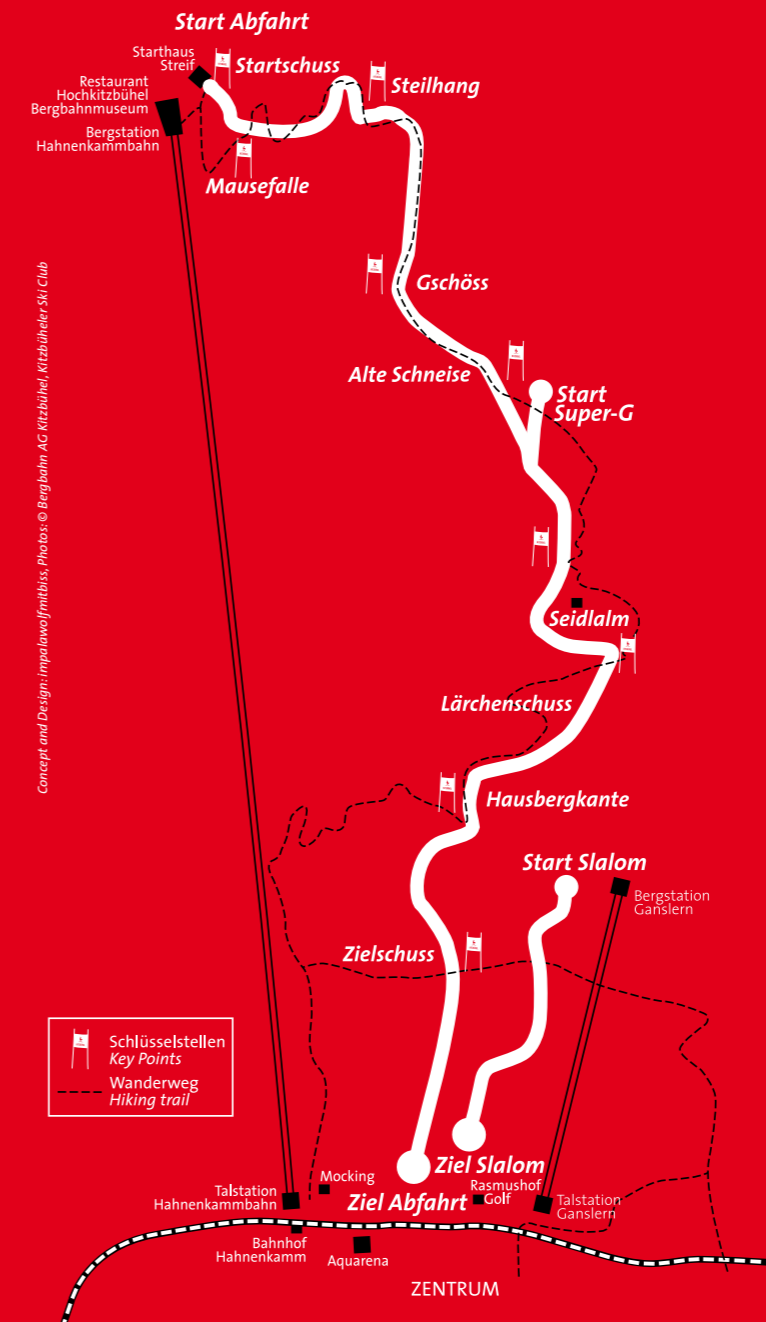 Start Abfahrt
Starthaus
Streif
Startschuss
Restaurant
Hochkitzbühel
Bergbahnmuseum
Steilhang
Bergstation
Hahnenkammbahn
Mausefalle
Gschöss
Alte Schneise
Start
Super-G
Seidlalm
Lärchenschuss
Hausbergkante
Start Slalom
Bergstation
Ganslern
Zielschuss
Schlüsselstellen
Key Points
Wanderweg
Hiking trail
Ziel Slalom
Mocking
Rasmushof
Golf
Talstation
Hahnenkammbahn
Ziel Abfahrt
Talstation
Ganslern
Bahnhof
Hahnenkamm
Aquarena
ZENTRUM
Concept and Design: impalawolfmitbiss, Photos: © Bergbahn AG Kitzbühel, Kitzbüheler Ski Club